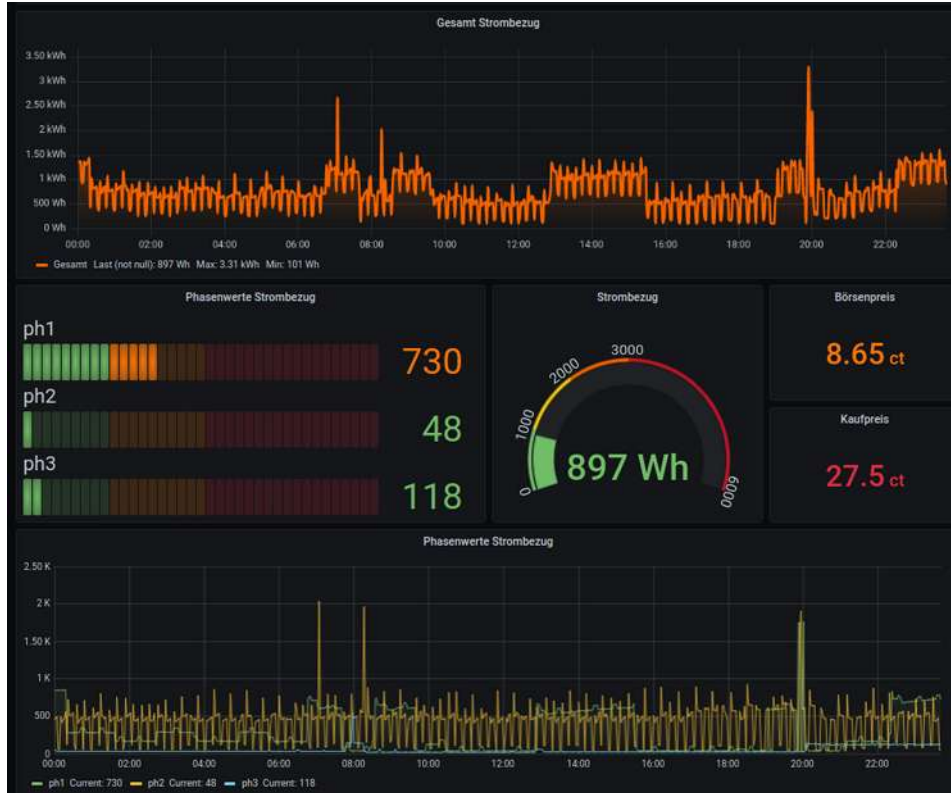 Gesamt Strombezug
3.50 kWh
3 kWh
2.50 kWh
2 kWh
1.50 kWh
1 kWh
500 Wh
0 Wh
00:00 02:00 04:00 06:00 08:00 10:00 12:00 14:00 16:00 18:00 20:00 22:00
Gesamt Last (not null): 897 Wh Max: 3.31 kWh Min: 101 Wh
Phasenwerte Strombezug
ph1
730
ph2
48
ph3
118
Strombezug
0 1000 2000 3000 6000
897 Wh
Börsenpreis
8.65 ct
Kaufpreis
27.5 ct
Phasenwerte Strombezug
2.50 K
2 K
1.50 K
1 K
500
0
00:00 02:00 04:00 06:00 08:00 10:00 12:00 14:00 16:00 18:00 20:00 22:00
ph1 Current: 730 ph2 Current: 48 ph3 Current: 118